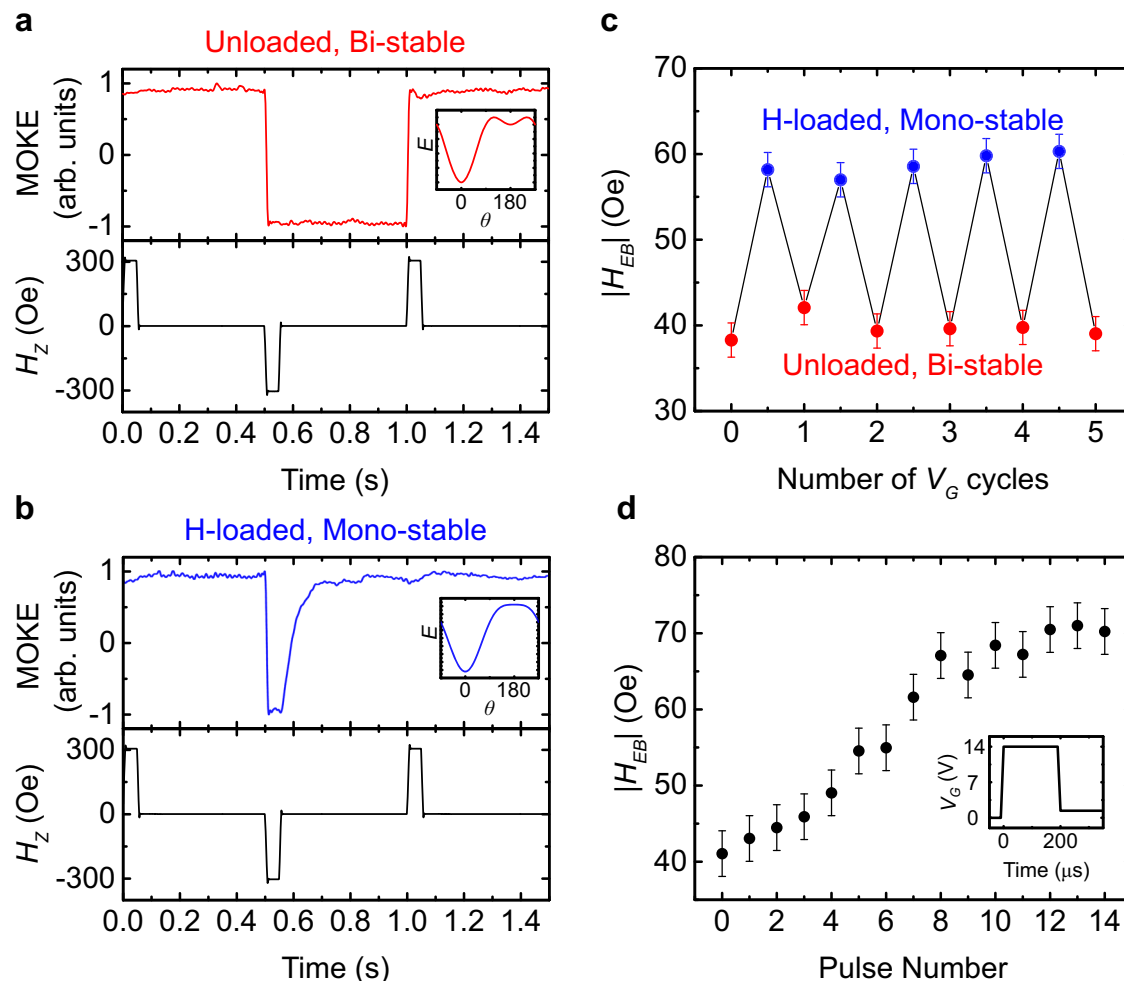 a
Unloaded, Bi-stable
MOKE
(arb. units)
1
0
-1
E
0 180
θ
H_Z (Oe)
300
0
-300
0.0 0.2 0.4 0.6 0.8 1.0 1.2 1.4
Time (s)
b
H-loaded, Mono-stable
MOKE
(arb. units)
1
0
-1
E
0 180
θ
H_Z (Oe)
300
0
-300
0.0 0.2 0.4 0.6 0.8 1.0 1.2 1.4
Time (s)
c
|H_EB| (Oe)
70
60
50
40
30
H-loaded, Mono-stable
Unloaded, Bi-stable
0 1 2 3 4 5
Number of V_G cycles
d
|H_EB| (Oe)
80
70
60
50
40
V_G (V)
14
7
0
0 200
Time (μs)
0 2 4 6 8 10 12 14
Pulse Number